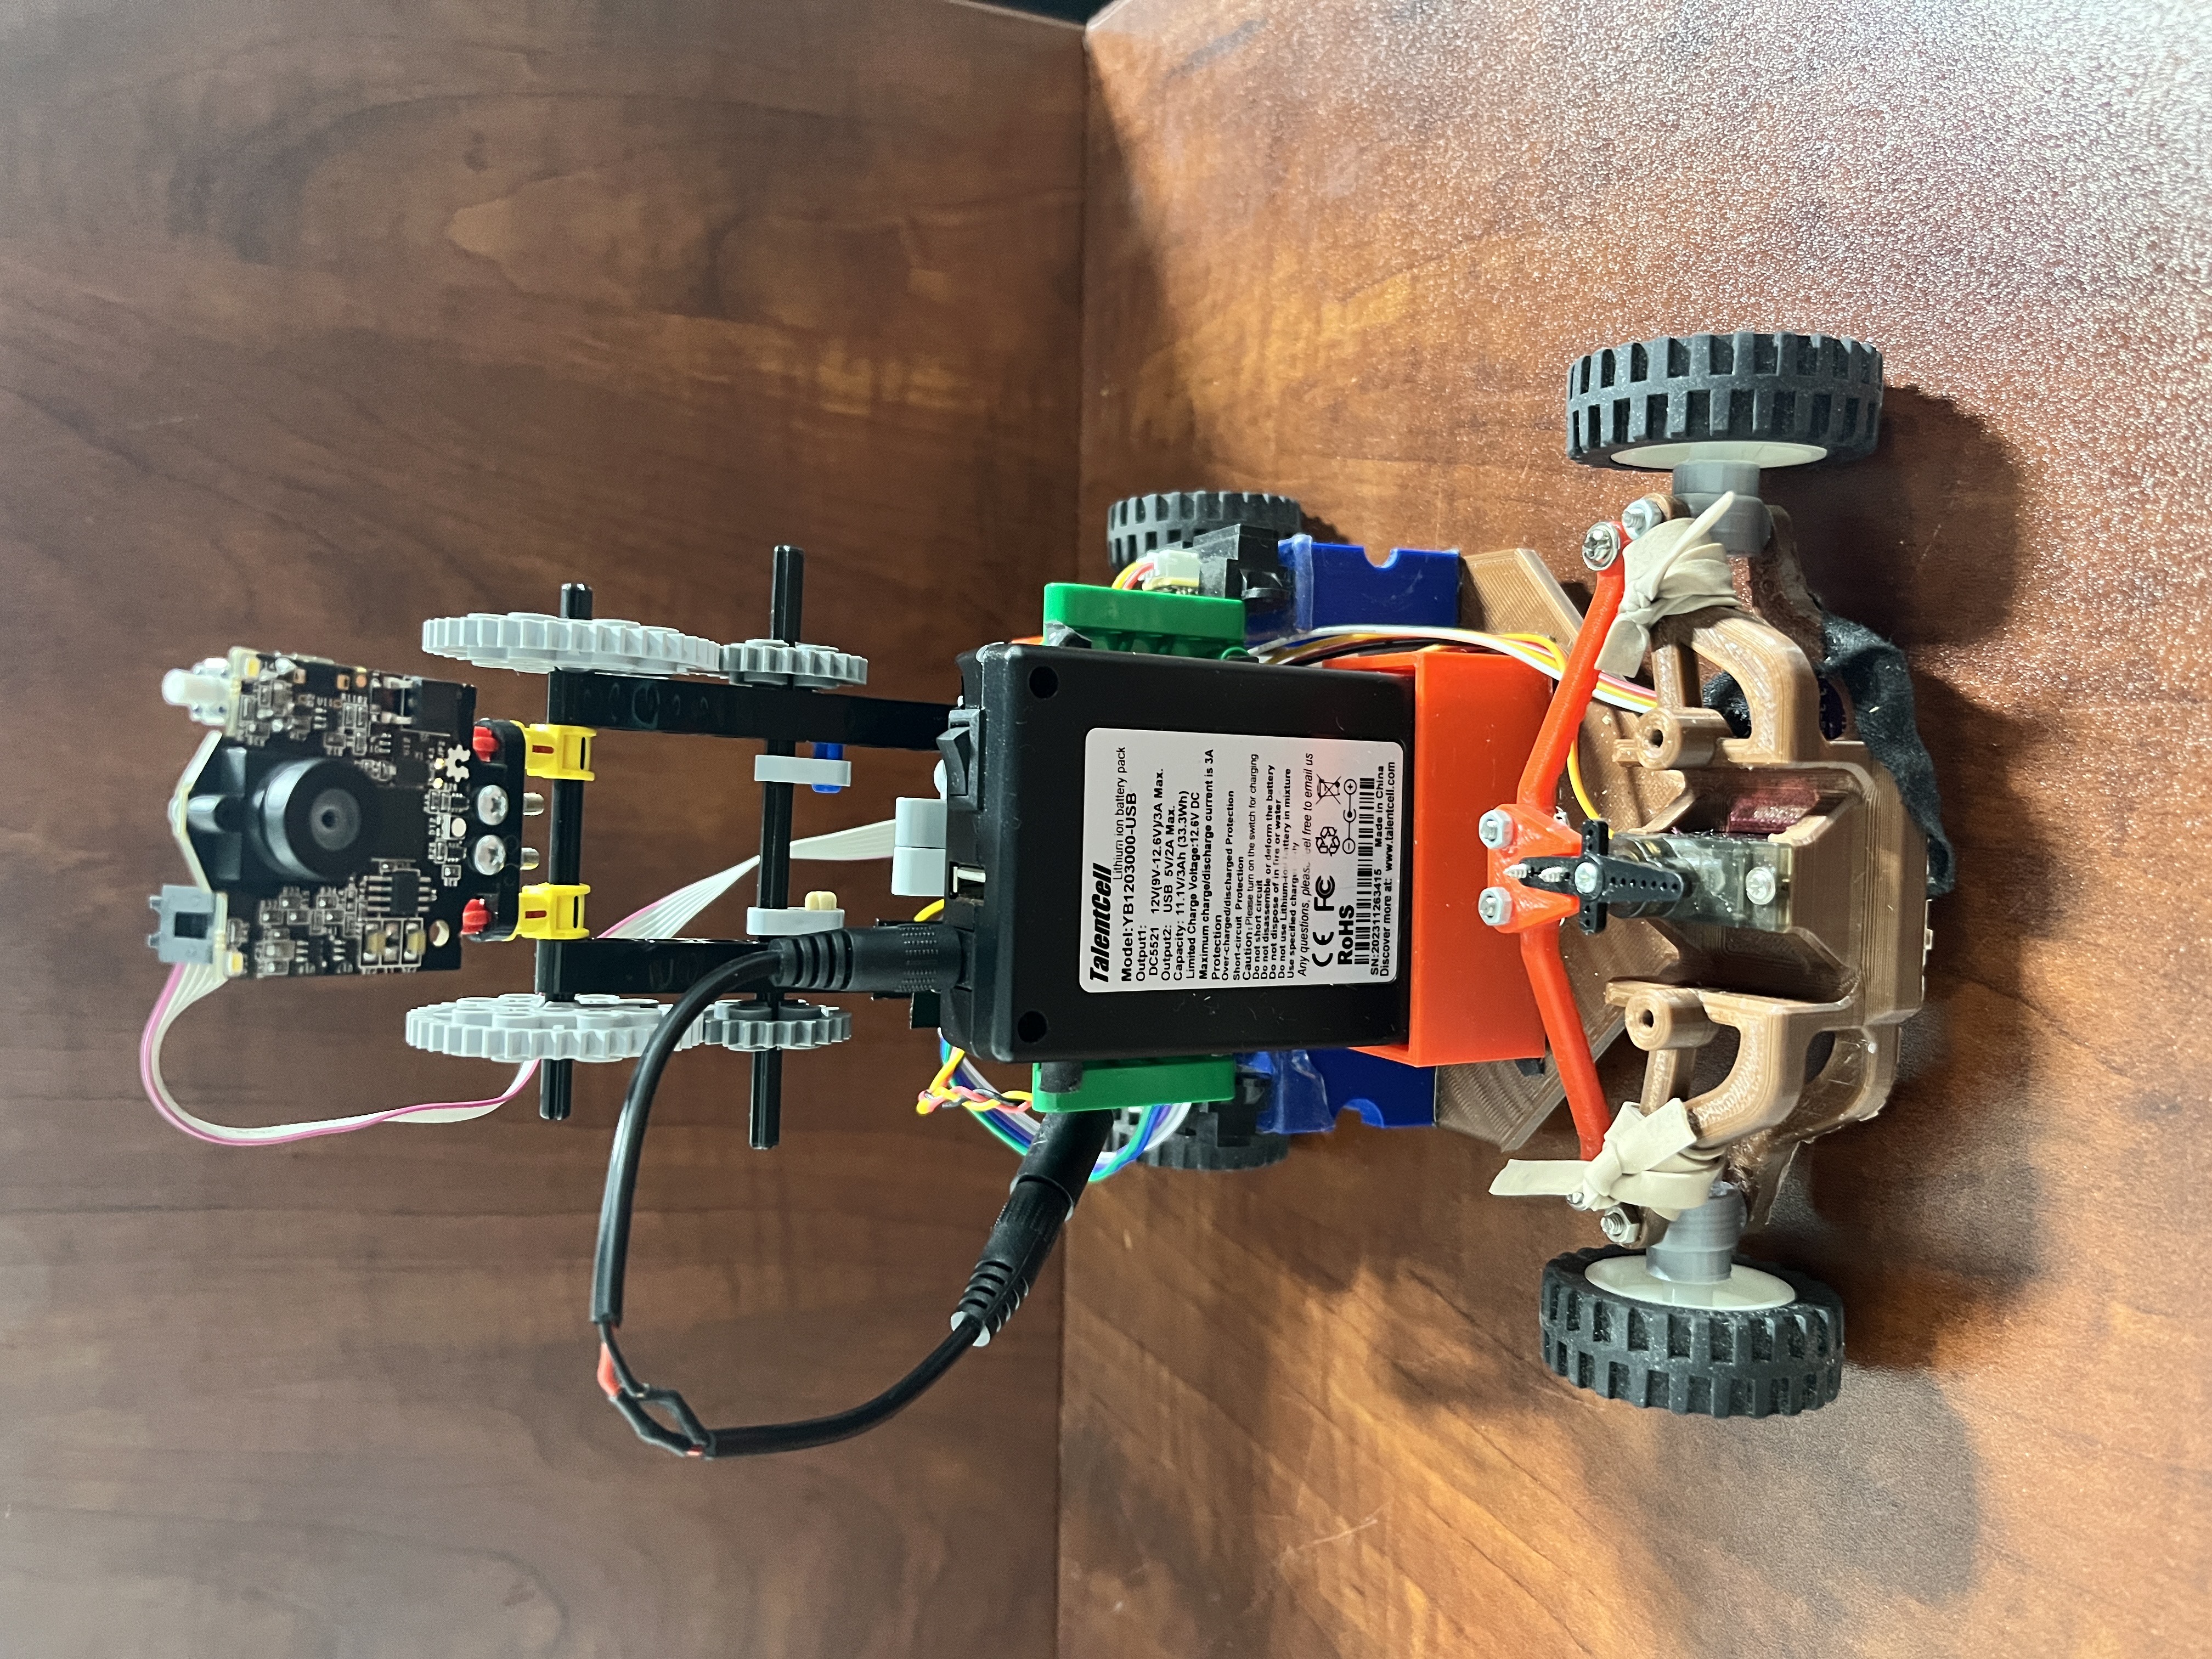 TalentCell
Lithium ion battery pack
Model:YB1203000-USB
Output1:
DC5521 12V(9V-12.6V)/3A Max.
Output2: USB 5V/2A Max.
Capacity: 11.1V/3Ah (33.3Wh)
Limited Charge Voltage:12.6V DC
Maximum charge/discharge current is 3A
Protection
Over-charged/discharged Protection
Short-circuit Protection
Caution: Please turn on the switch for charging
Do not short circuit
Do not disassemble or deform the battery
Do not dispose of in fire or water
Do not use Lithium-ion battery in mixture
Use specified
Any questions, feel free to email us
CE FC
RoHS
SN:202311263415 Made in China
Discover more at: www.talentcell.com